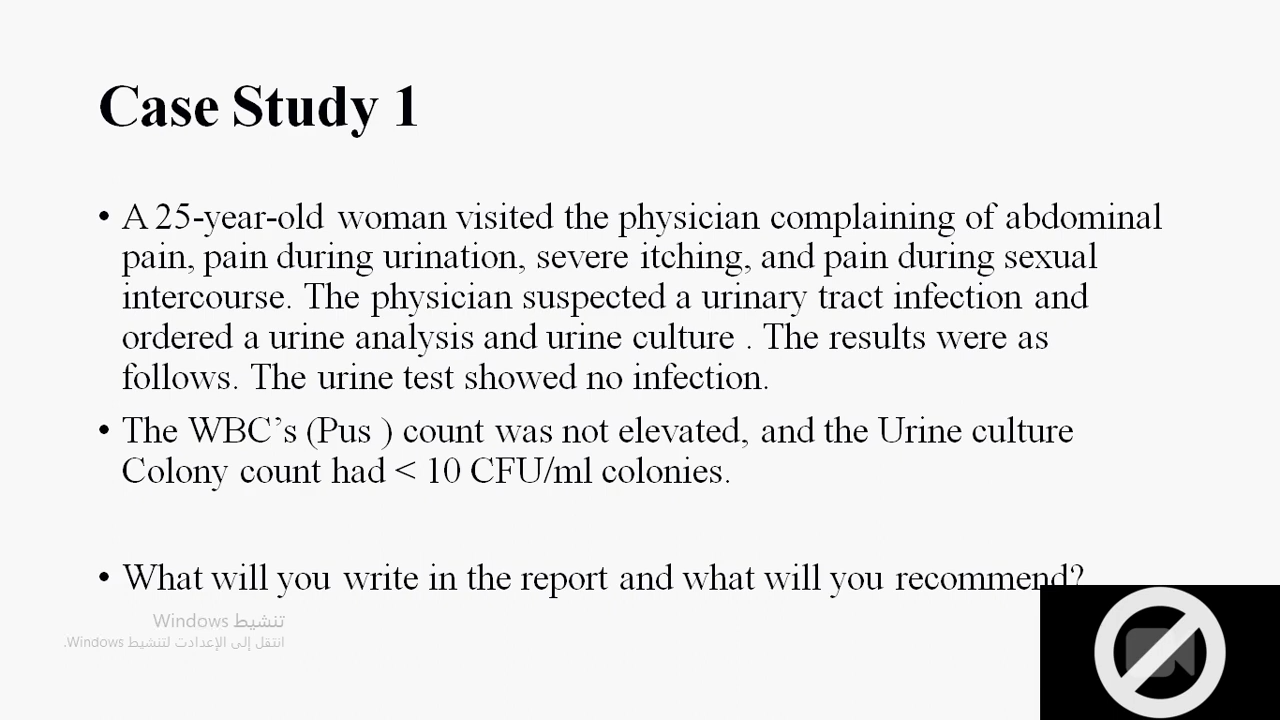 Case Study 1
• A 25-year-old woman visited the physician complaining of abdominal
pain, pain during urination, severe itching, and pain during sexual
intercourse. The physician suspected a urinary tract infection and
ordered a urine analysis and urine culture . The results were as
follows. The urine test showed no infection.
• The WBC’s (Pus ) count was not elevated, and the Urine culture
Colony count had < 10 CFU/ml colonies.
• What will you write in the report and what will you recommend?
تنشيط Windows
انتقل إلى الإعدادت لتنشيط Windows.